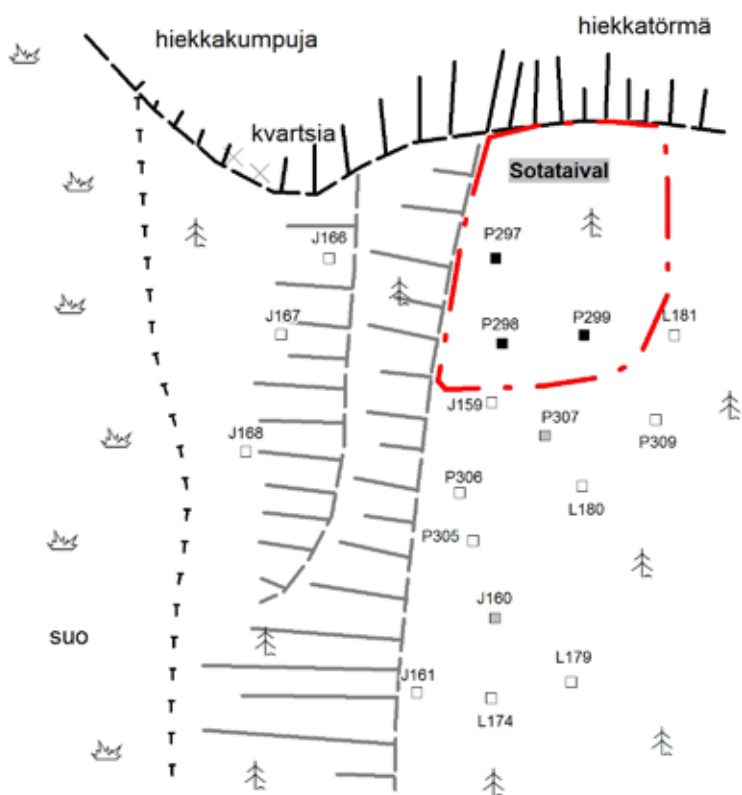 hiekkakumpuja
hiekkatörmä
kvartsia
Sotataival
P297
J166
J167
P298
P299
L181
J159
P307
P309
J168
P306
L180
P305
J160
suo
L179
J161
L174